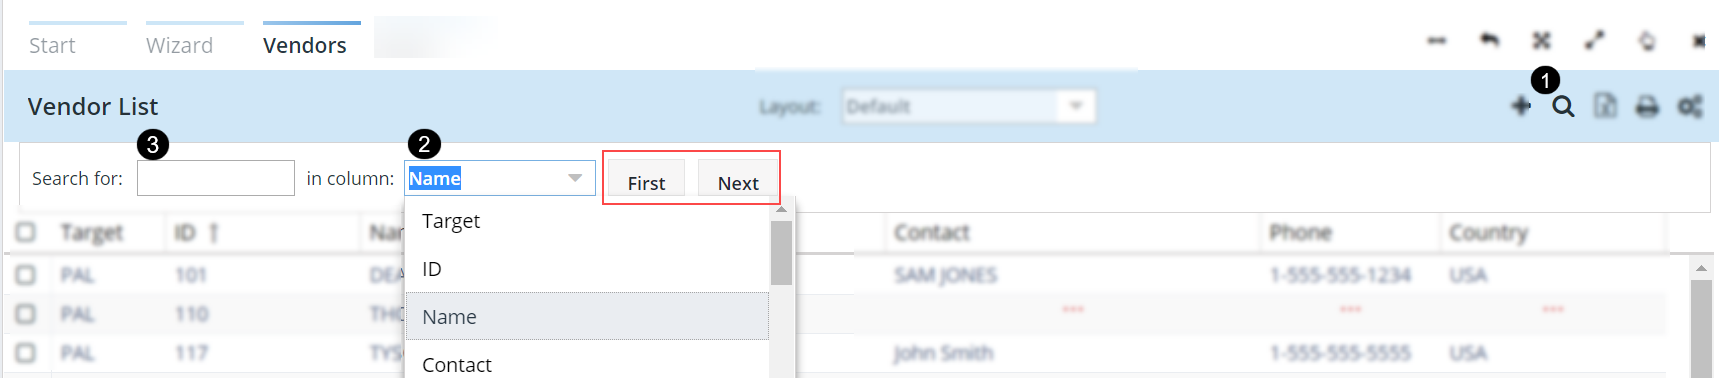 Start Wizard Vendors
1
Vendor List Layout: Default
3 2
Search for: in column: Name First Next
Target
ID
Name
Contact
Target ID ↑ Nam Contact Phone Country
PAL 101 DEA SAM JONES 1-555-555-1234 USA
PAL 110 THO *** *** ***
PAL 117 TYS John Smith 1-555-555-5555 USA